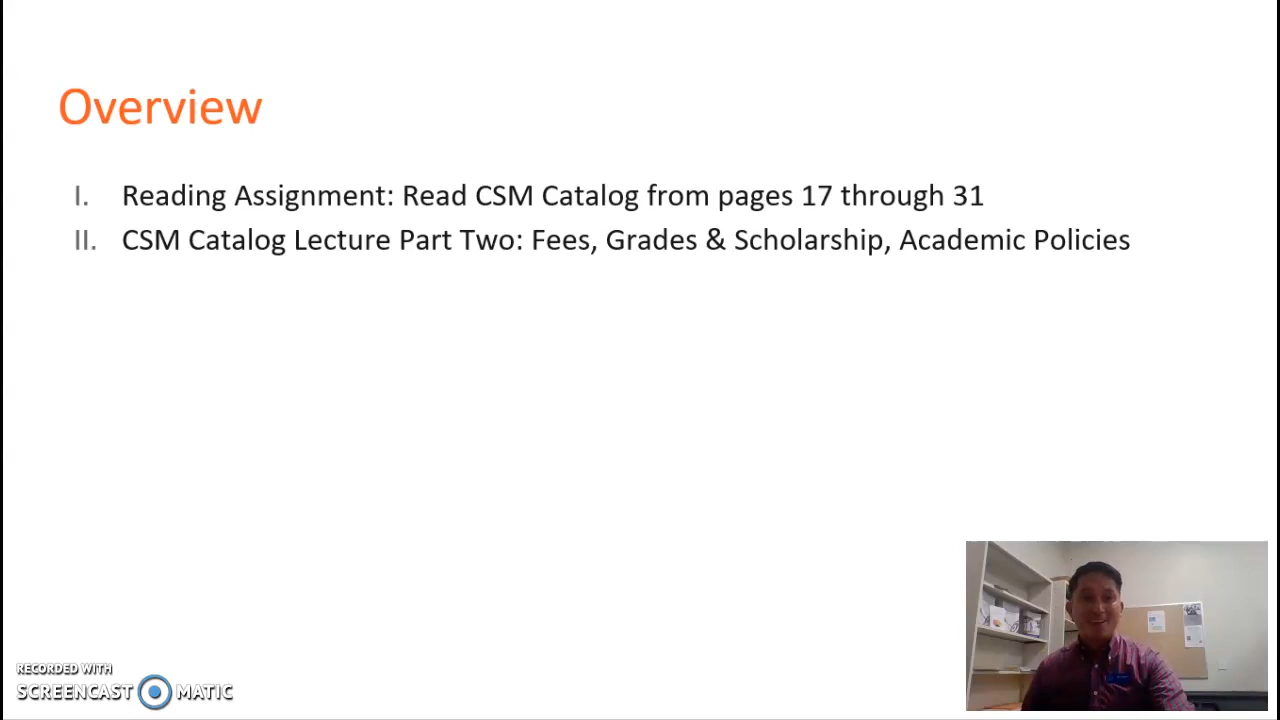 Overview
I. Reading Assignment: Read CSM Catalog from pages 17 through 31
II. CSM Catalog Lecture Part Two: Fees, Grades & Scholarship, Academic Policies
RECORDED WITH
SCREENCAST MATIC